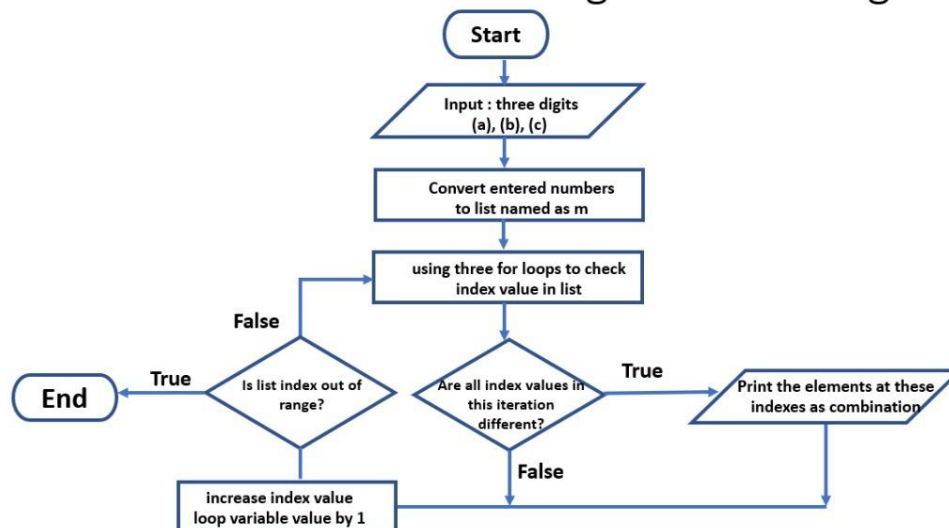 Start
Input : three digits
(a), (b), (c)
Convert entered numbers
to list named as m
using three for loops to check
index value in list
False
True
Is list index out of
range?
End
Are all index values in
this iteration
different?
True
Print the elements at these
indexes as combination
False
increase index value
loop variable value by 1